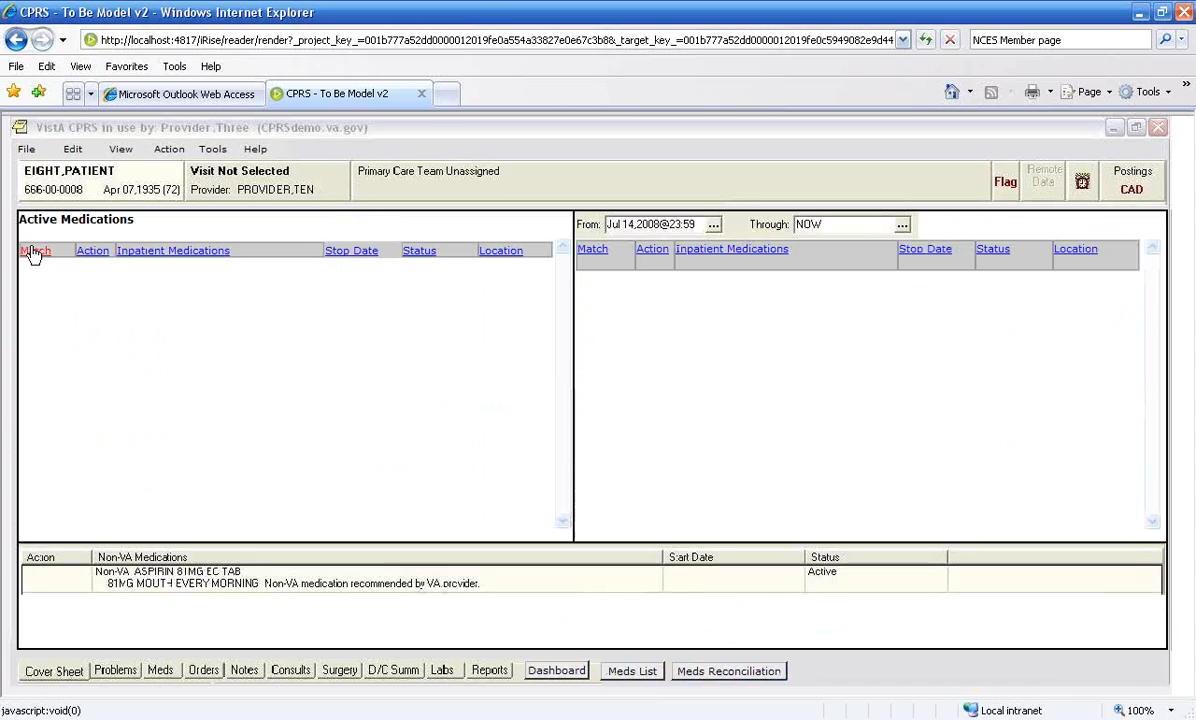 CPRS - To Be Model v2 - Windows Internet Explorer
http://localhost:4817/iRise/reader/render?_project_key_=001b777a52dd0000012019fe0a554a33827e0e67c3b8&_target_key_=001b777a52dd0000012019fe0c5949082e9d44
NCES Member page
File Edit View Favorites Tools Help
Microsoft Outlook Web Access CPRS - To Be Model v2 Page Tools
VistA CPRS in use by: Provider,Three (CPRSdemo.va.gov)
File Edit View Action Tools Help
EIGHT,PATIENT
666-00-0008 Apr 07,1935 (72)
Visit Not Selected
Provider: PROVIDER,TEN
Primary Care Team Unassigned
Flag
Remote
Data
Postings
CAD
Active Medications
From: Jul 14,2008@23:59 ... Through: NOW ...
Match Action Inpatient Medications Stop Date Status Location
Match Action Inpatient Medications Stop Date Status Location
Action Non-VA Medications Start Date Status
Non-VA ASPIRIN 81MG EC TAB Active
81MG MOUTH EVERY MORNING Non-VA medication recommended by VA provider.
Cover Sheet Problems Meds Orders Notes Consults Surgery D/C Summ Labs Reports Dashboard Meds List Meds Reconciliation
javascript:void(0) Local intranet 100%